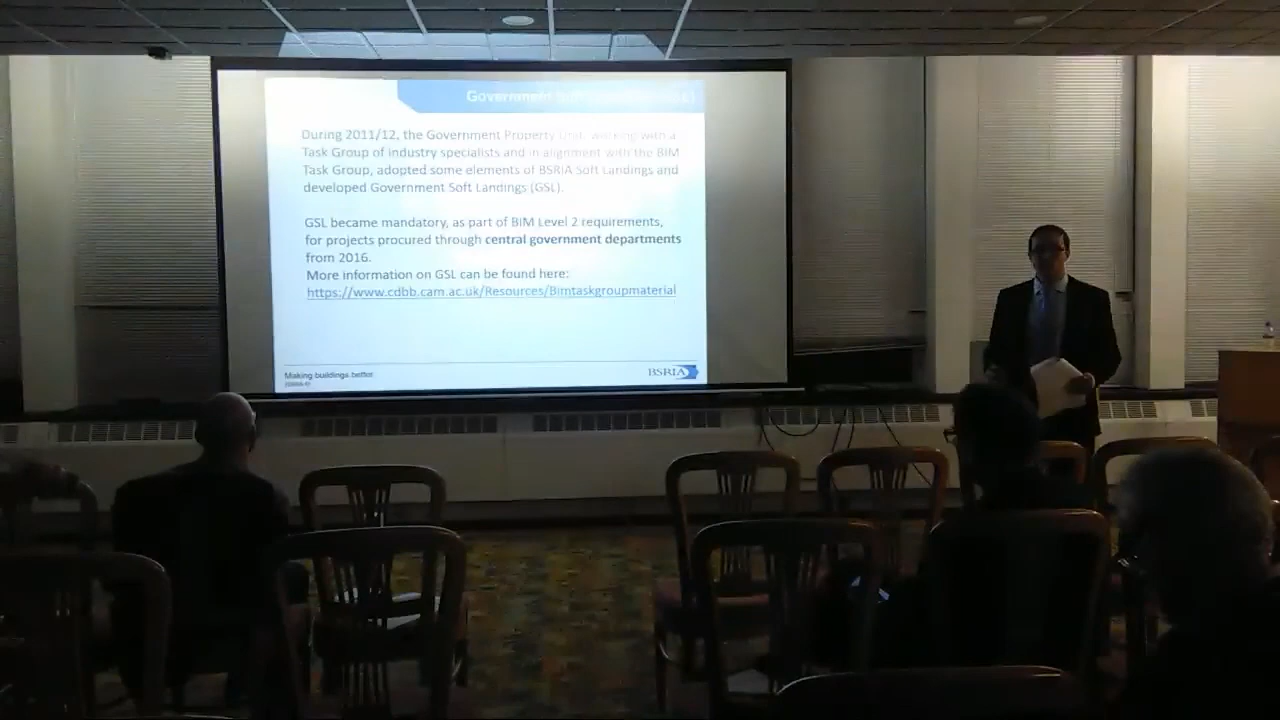 Government
During 2011/12, the Government Property Unit, working with a
Task Group of industry specialists and in alignment with the BIM
Task Group, adopted some elements of BSRIA Soft Landings and
developed Government Soft Landings (GSL).
GSL became mandatory, as part of BIM Level 2 requirements,
for projects procured through central government departments
from 2016.
More information on GSL can be found here:
https://www.cdbb.cam.ac.uk/Resources/Bimtaskgroupmaterial
Making buildings better
BSRIA